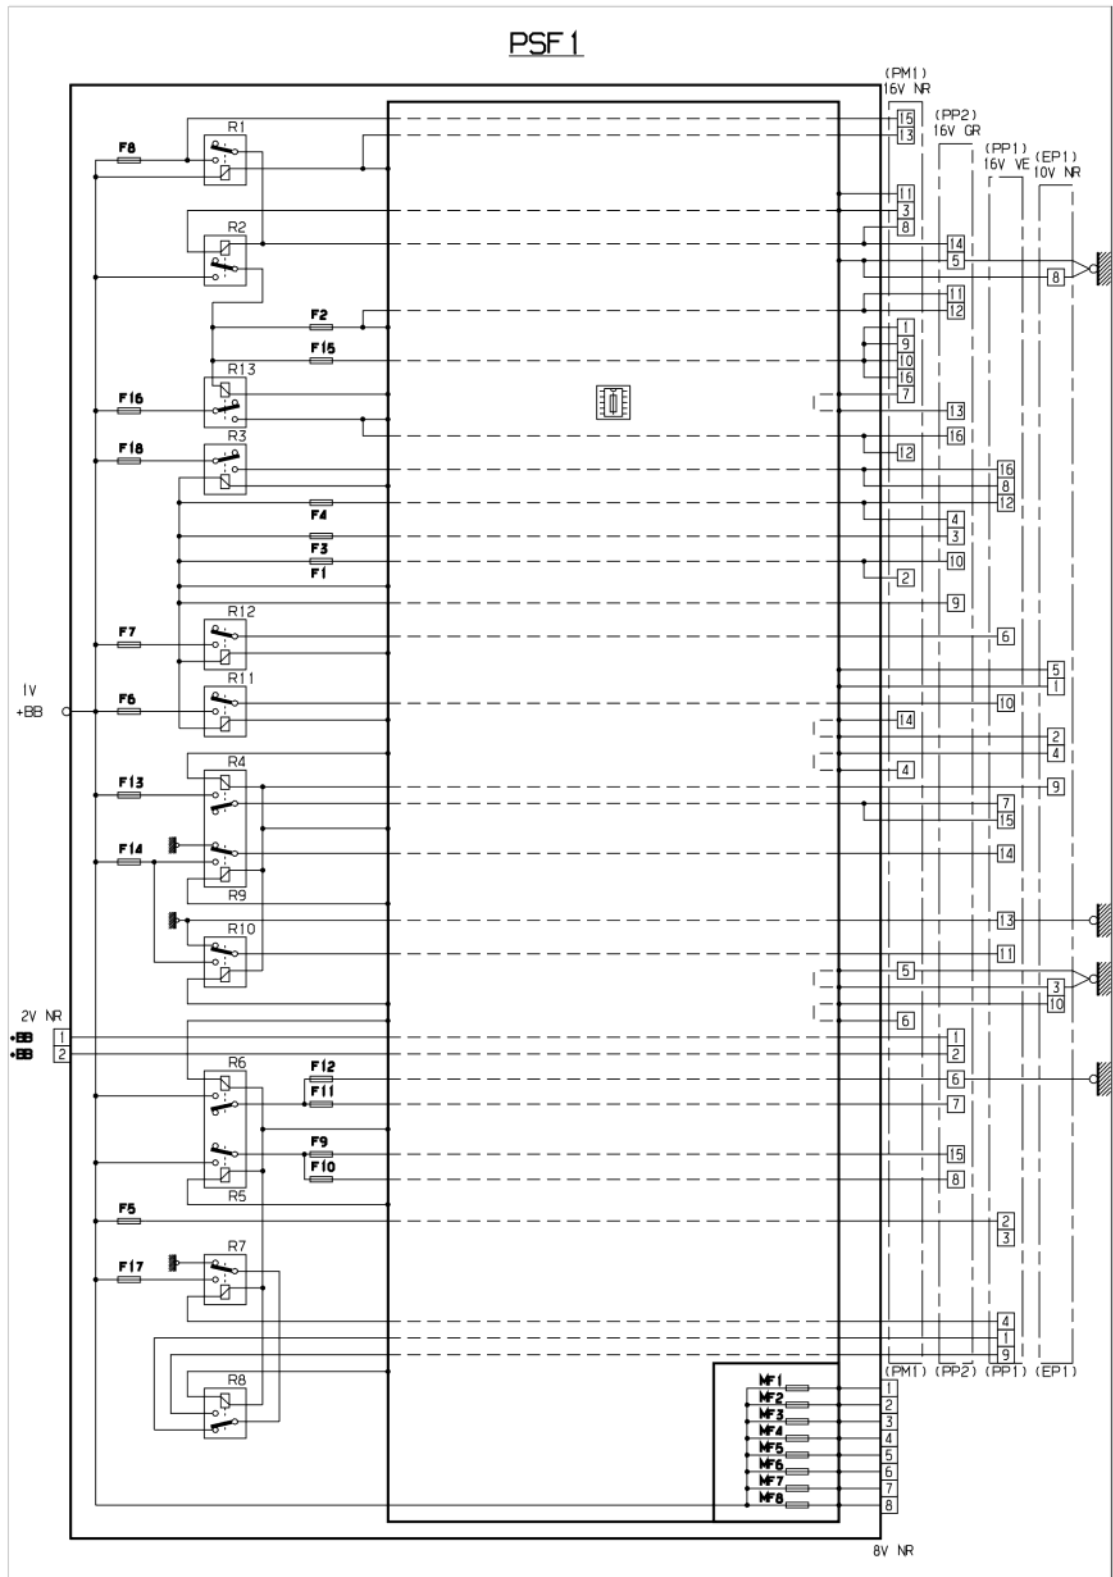 PSF1
(PM1)
16V NR
(PP2)
16V GR
(PP1)
16V VE
(EP1)
10V NR
15
R1
13
F8
11
3
R2
8
14
5
8
11
F2
12
1
9
F15
10
R13
16
7
F16
13
16
R3
F18
12
16
8
12
F4
4
3
F3
10
F1
2
9
R12
F7
6
5
1V
R11
1
+BB
F6
10
14
2
4
R4
4
9
F13
7
15
F14
14
R9
13
R10
11
5
3
10
2V NR
6
+BB
1
1
+BB
2
2
R6
F12
6
F11
7
F9
15
F10
8
R5
F5
2
3
R7
F17
4
1
9
(PM1) (PP2) (PP1) (EP1)
R8
MF1
1
MF2
2
MF3
3
MF4
4
MF5
5
MF6
6
MF7
7
MF8
8
8V NR